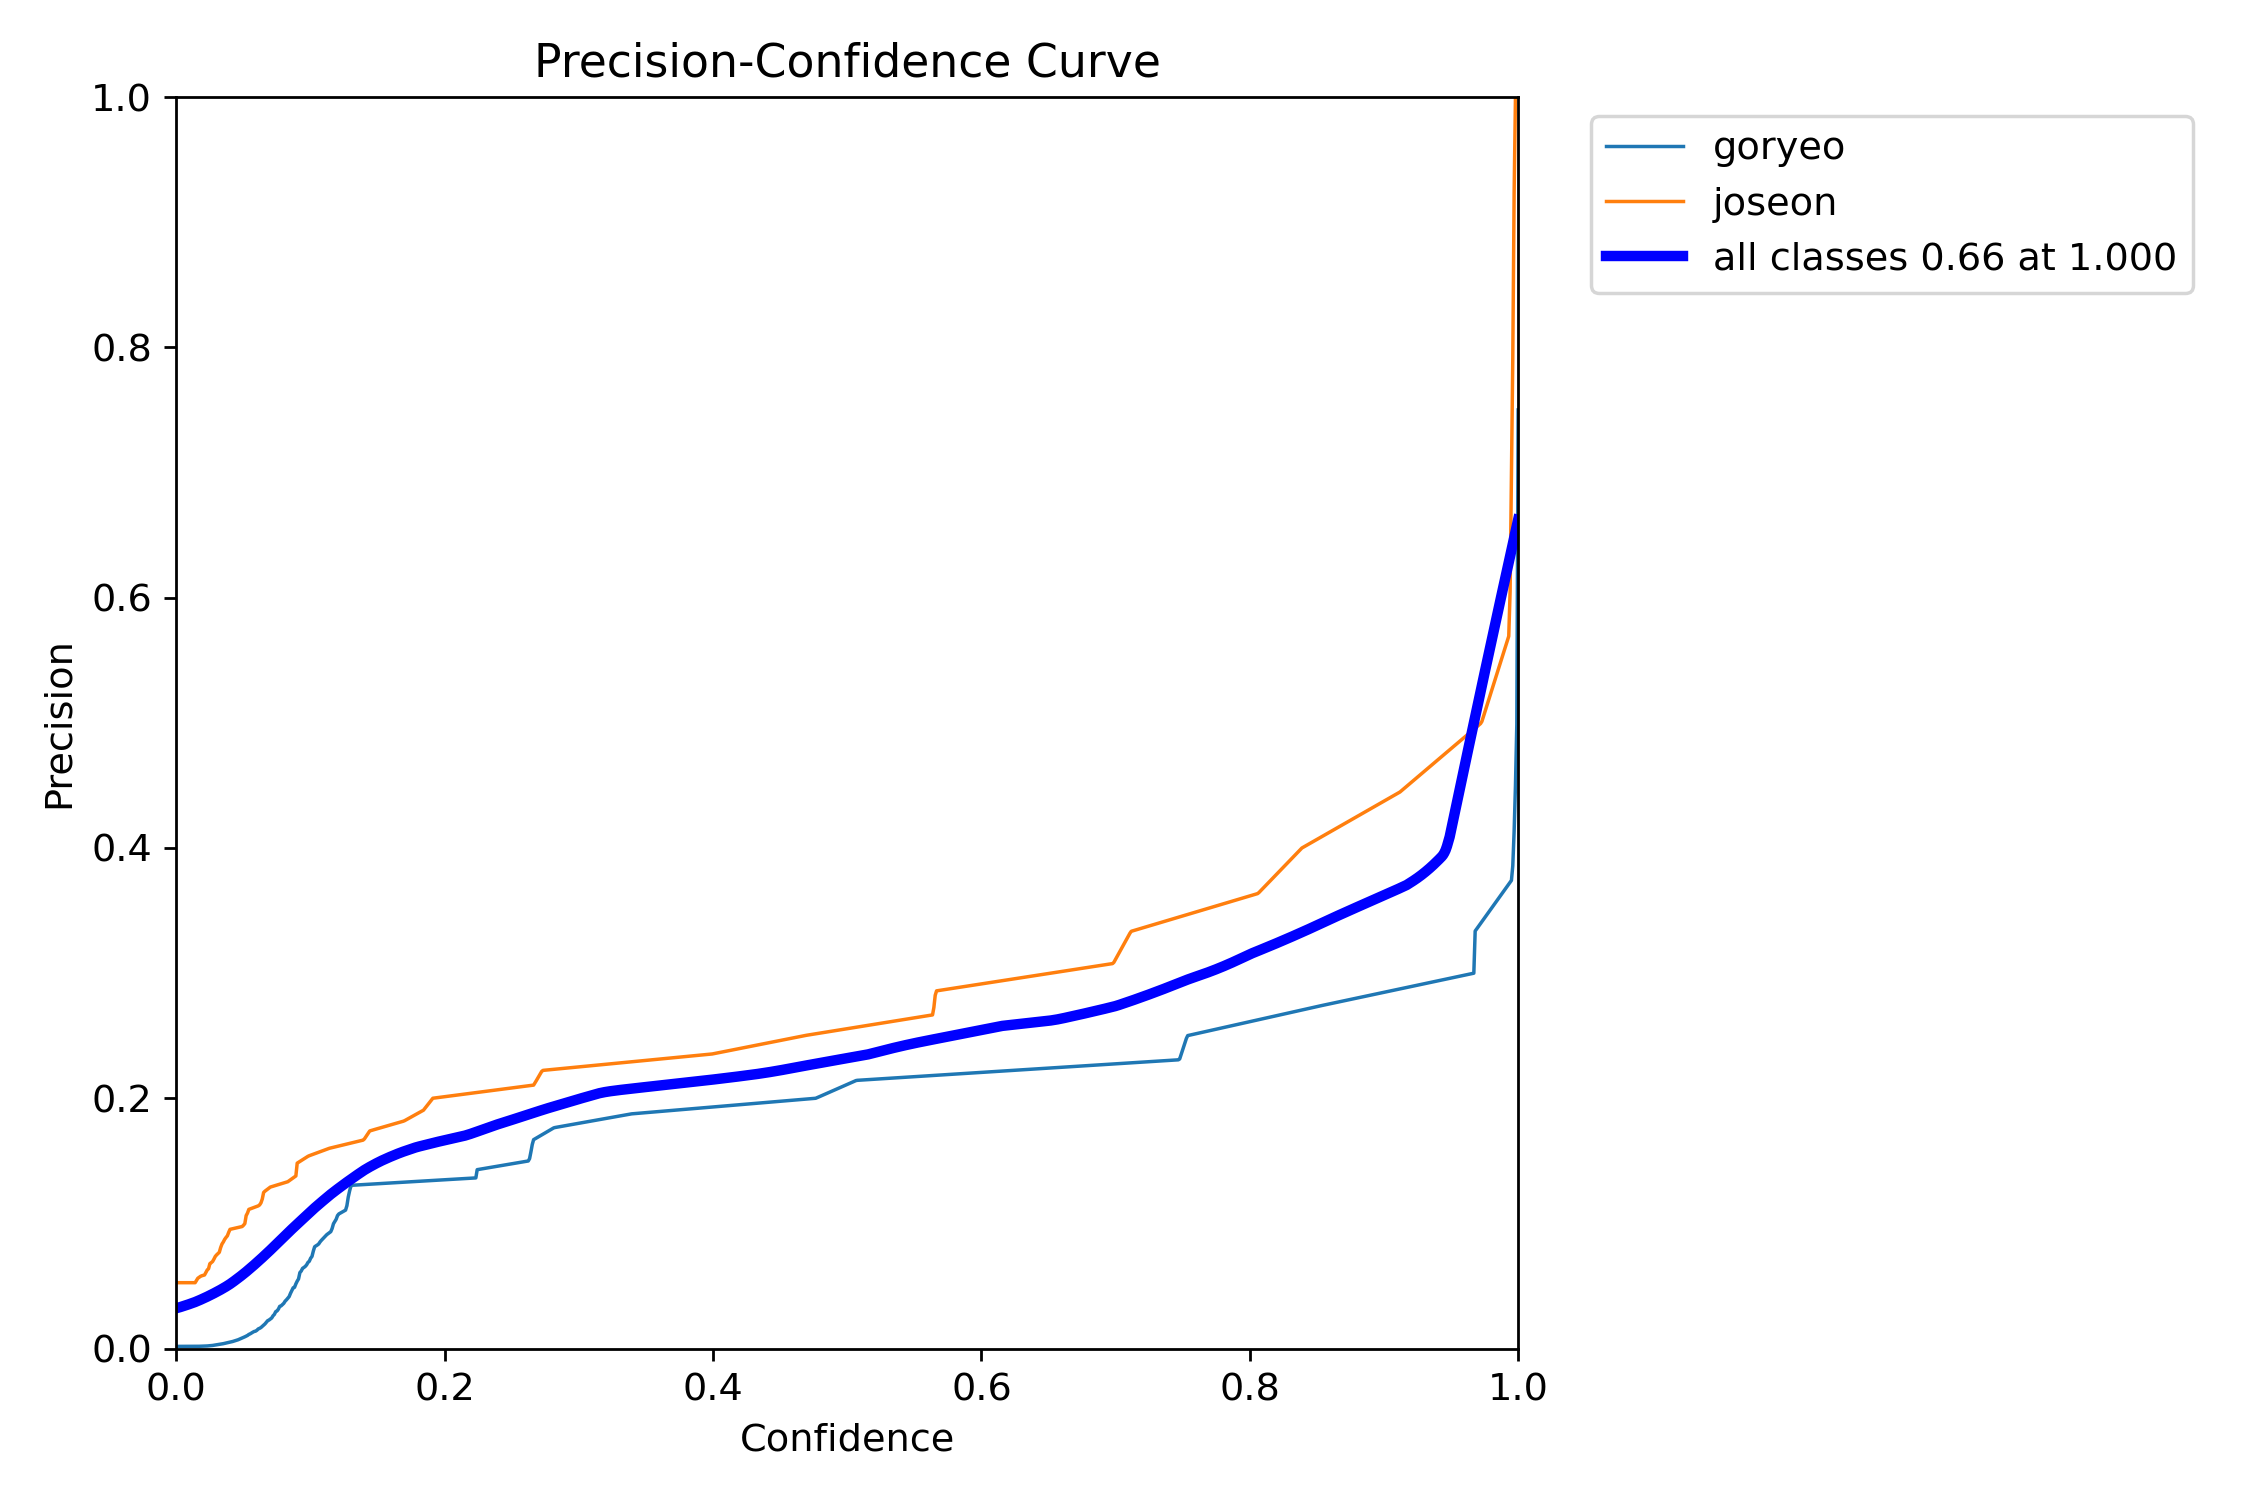 Precision-Confidence Curve
1.0
0.8
0.6
0.4
0.2
0.0
Precision
0.0 0.2 0.4 0.6 0.8 1.0
Confidence
goryeo
joseon
all classes 0.66 at 1.000